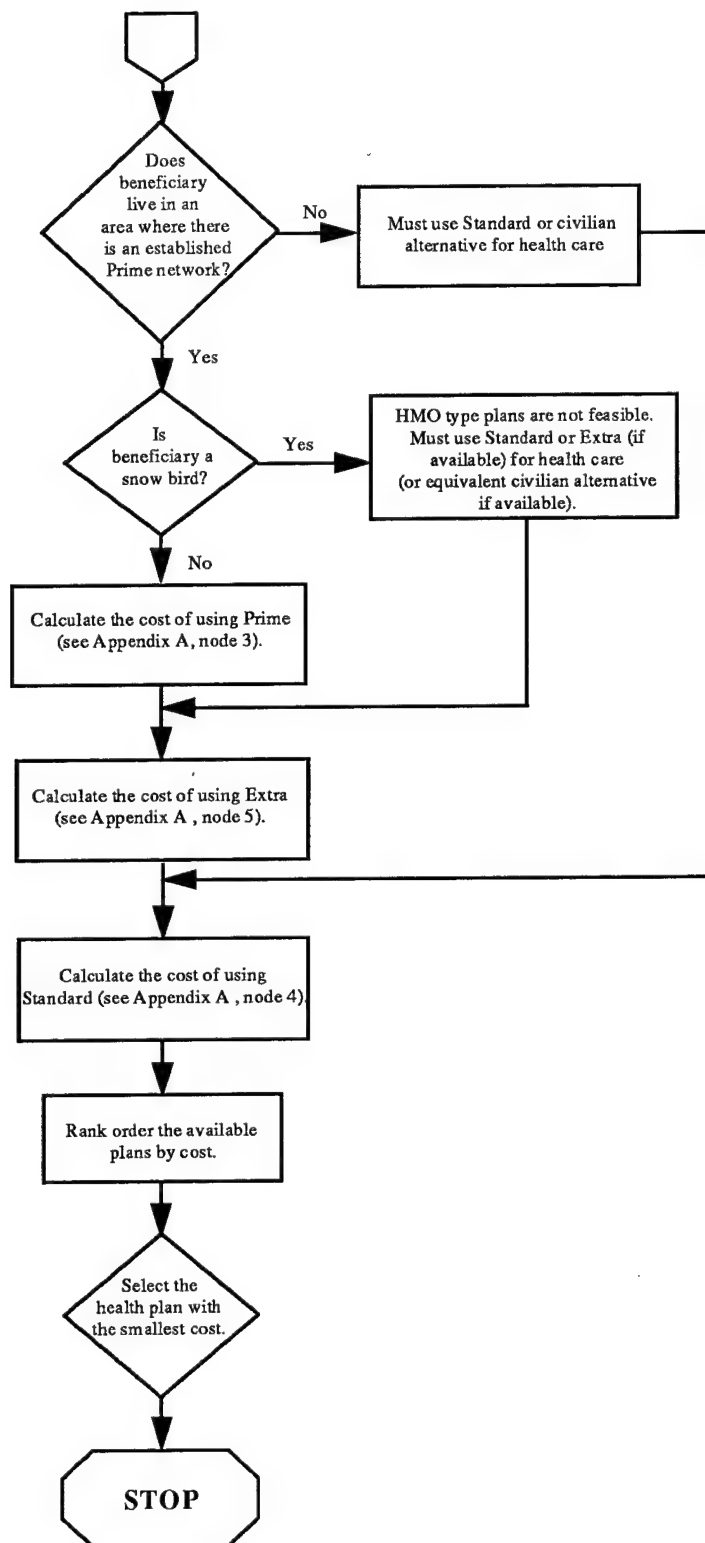 Does
beneficiary
live in an
area where there
is an established
Prime network?
No
Must use Standard or civilian
alternative for health care
Yes
Is
beneficiary a
snow bird?
Yes
HMO type plans are not feasible.
Must use Standard or Extra (if
available) for health care
(or equivalent civilian alternative
if available).
No
Calculate the cost of using Prime
(see Appendix A, node 3).
Calculate the cost of using Extra
(see Appendix A , node 5).
Calculate the cost of using
Standard (see Appendix A , node 4).
Rank order the available
plans by cost.
Select the
health plan with
the smallest cost.
STOP